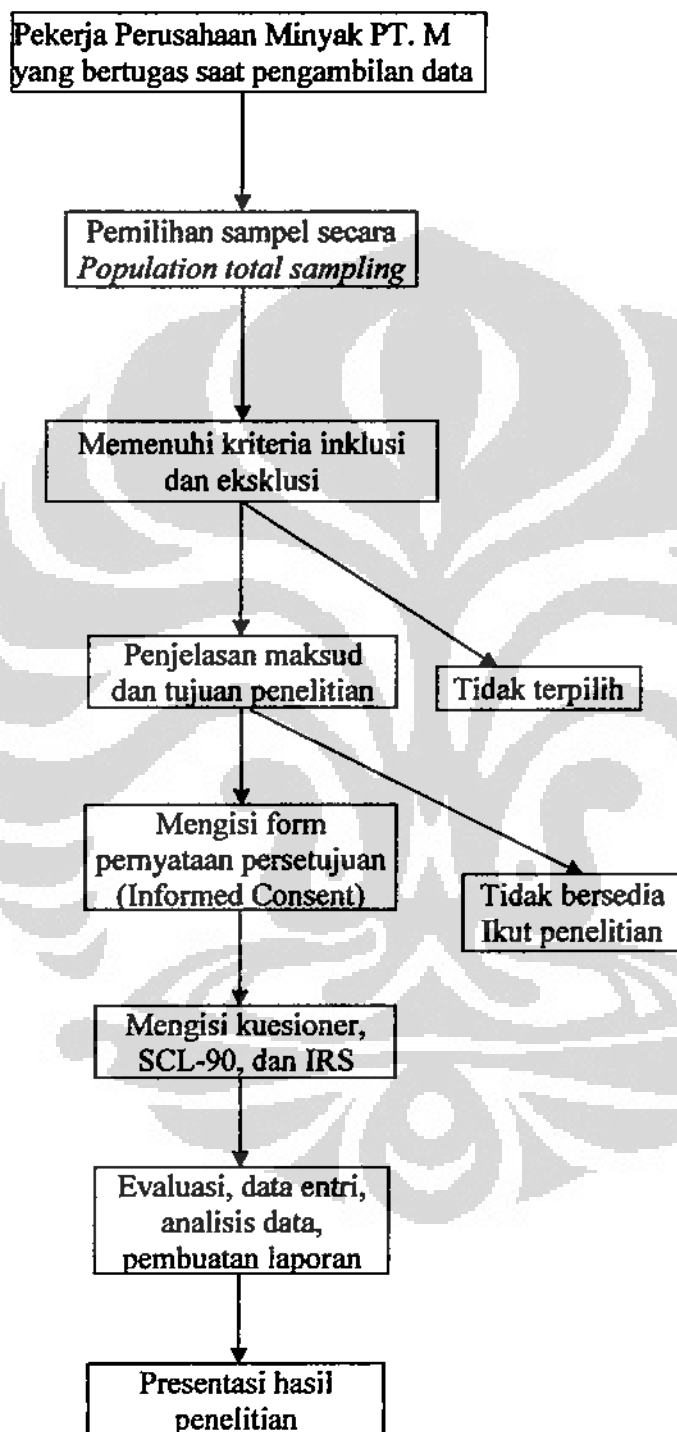 Pekerja Perusahaan Minyak PT. M
yang bertugas saat pengambilan data
Pemilihan sampel secara
Population total sampling
Memenuhi kriteria inklusi
dan eksklusi
Penjelasan maksud
dan tujuan penelitian
Tidak terpilih
Mengisi form
pernyataan persetujuan
(Informed Consent)
Tidak bersedia
Ikut penelitian
Mengisi kuesioner,
SCL-90, dan IRS
Evaluasi, data entri,
analisis data,
pembuatan laporan
Presentasi hasil
penelitian